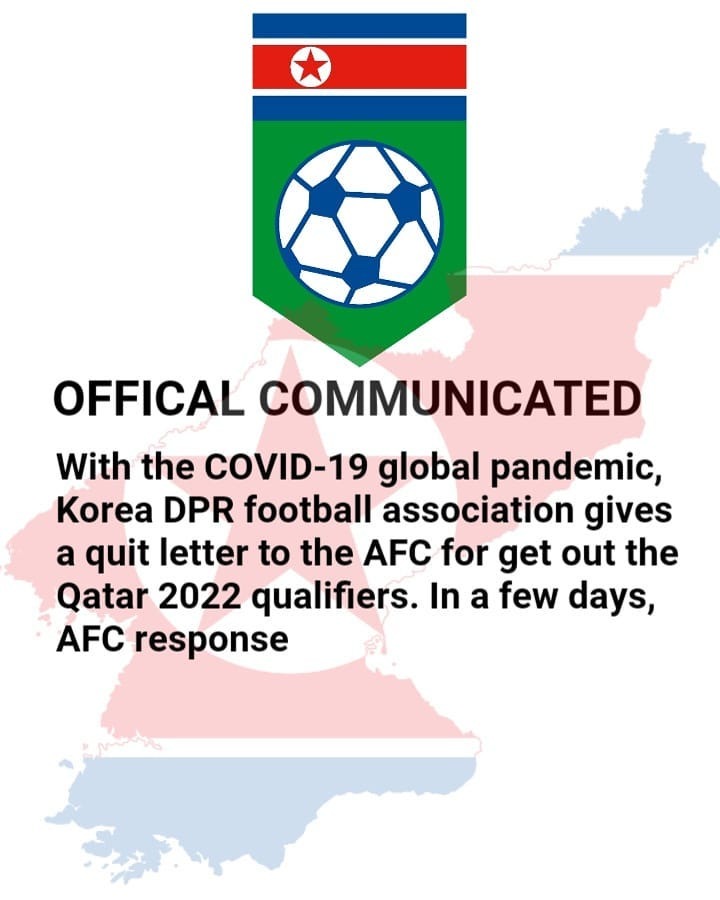 OFFICAL COMMUNICATED
With the COVID-19 global pandemic,
Korea DPR football association gives
a quit letter to the AFC for get out the
Qatar 2022 qualifiers. In a few days,
AFC response